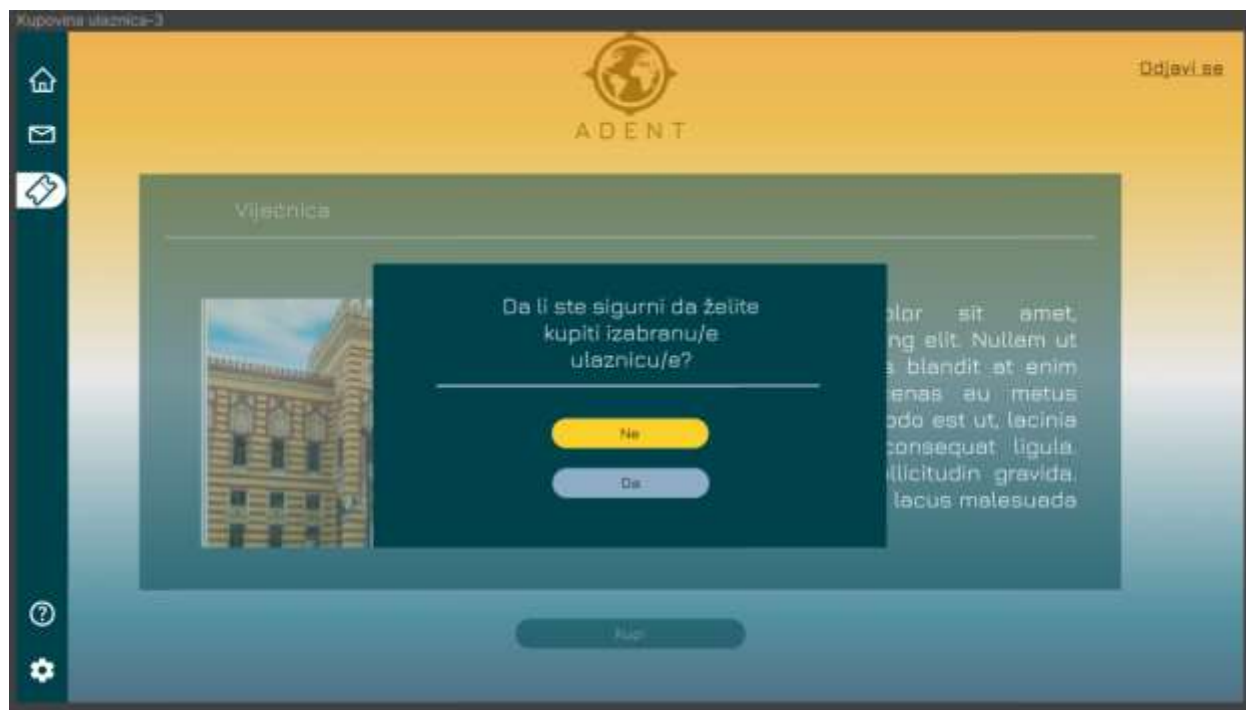 Kupovina ulaznica-3
Odjavi se
ADENT
Vijećnica
Da li ste sigurni da želite
kupiti izabranu/e
ulaznicu/e?
Ne
Da
olor sit amet,
ng elit. Nullam ut
s blandit at enim
enas eu metus
odo est ut, lacinia
consequat ligula.
llicitudin gravida.
lacus malesuada
Kupi